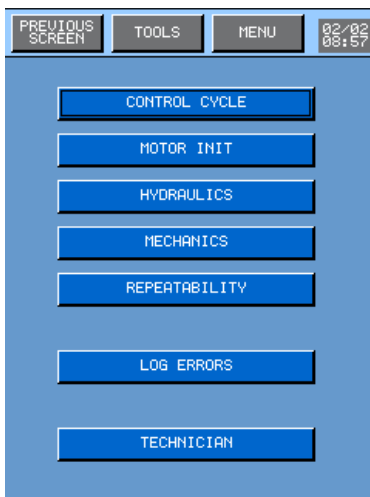 PREVIOUS
SCREEN
TOOLS
MENU
02/02
08:57
CONTROL CYCLE
MOTOR INIT
HYDRAULICS
MECHANICS
REPEATABILITY
LOG ERRORS
TECHNICIAN